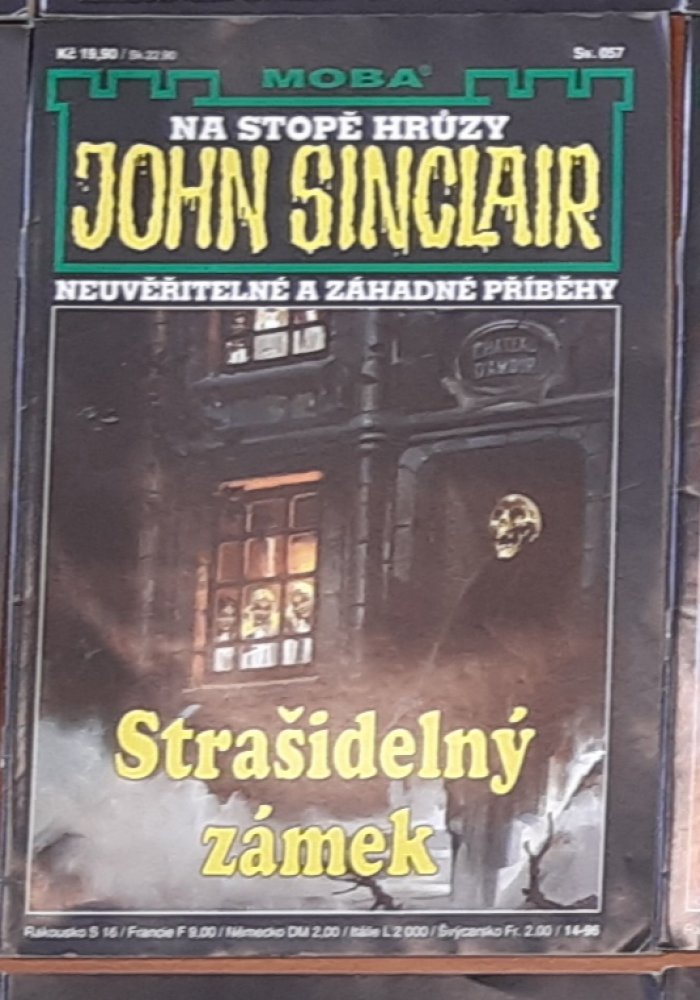 Kč 19,90 / Sk 22,90
Sv. 057
MOBA®
NA STOPĚ HRŮZY
JOHN SINCLAIR
NEUVĚŘITELNÉ A ZÁHADNÉ PŘÍBĚHY
D'AMOUR
Strašidelný
zámek
Rakousko S 16 / Francie F 9,00 / Německo DM 2,00 / Itálie L 2 000 / Švýcarsko Fr. 2.00 / 14-96